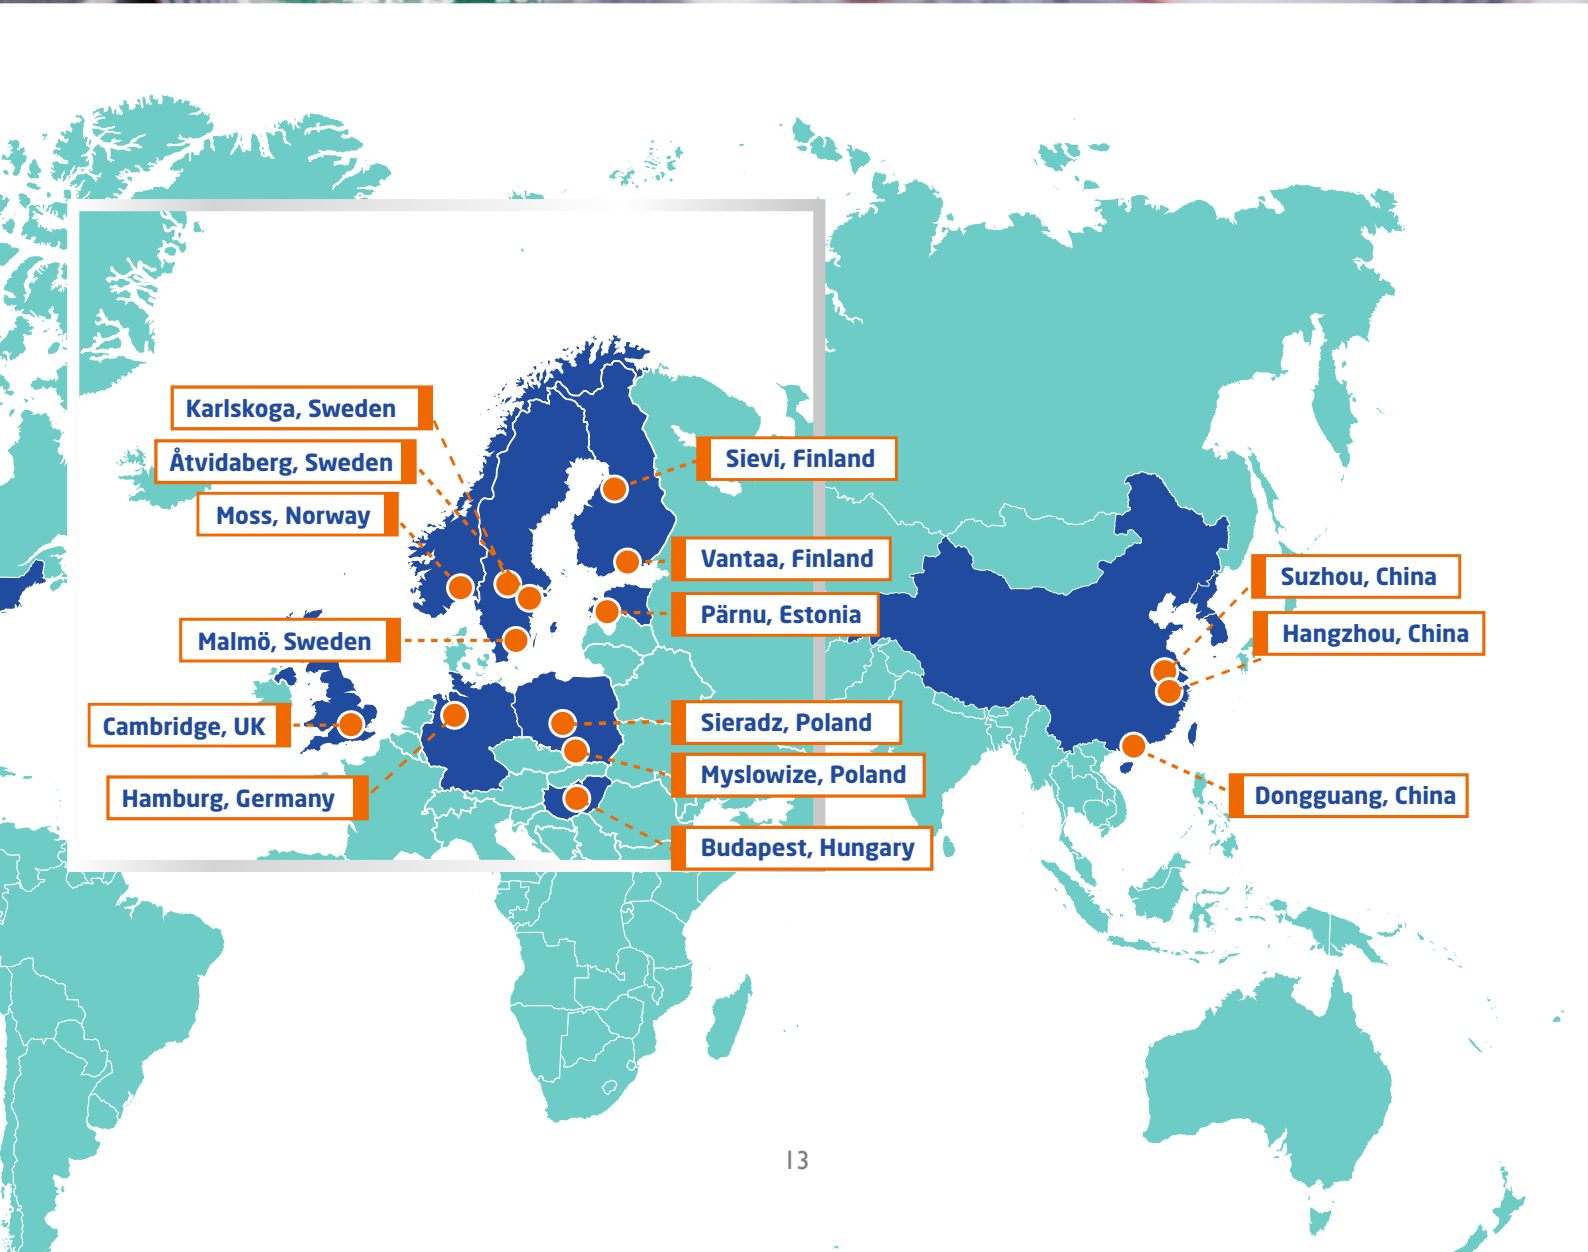 Karlskoga, Sweden
Åtvidaberg, Sweden
Moss, Norway
Malmö, Sweden
Cambridge, UK
Hamburg, Germany
Sievi, Finland
Vantaa, Finland
Pärnu, Estonia
Sieradz, Poland
Myslowize, Poland
Budapest, Hungary
Suzhou, China
Hangzhou, China
Dongguang, China
13